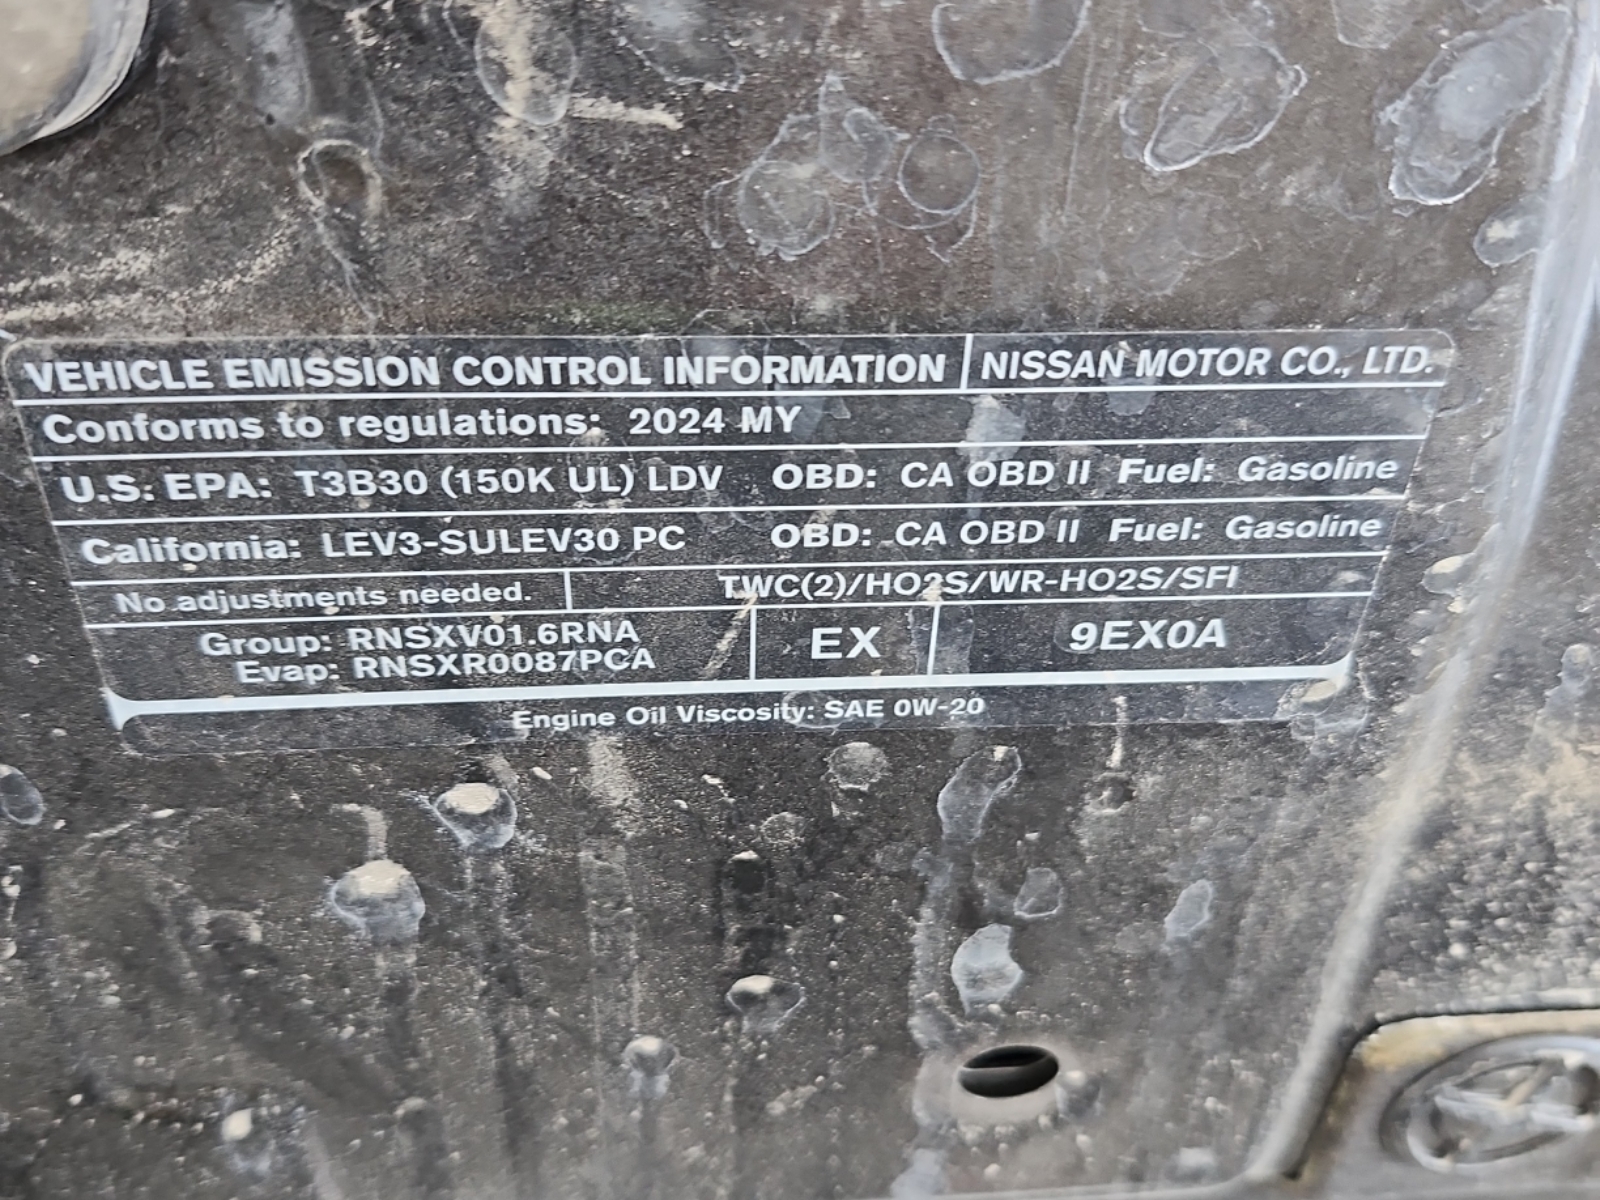 VEHICLE EMISSION CONTROL INFORMATION NISSAN MOTOR CO., LTD.
Conforms to regulations: 2024 MY
U.S. EPA: T3B30 (150K UL) LDV OBD: CA OBD II Fuel: Gasoline
California: LEV3-SULEV30 PC OBD: CA OBD II Fuel: Gasoline
No adjustments needed. TWC(2)/HO2S/WR-HO2S/SFI
Group: RNSXV01.6RNA
Evap: RNSXR0087PCA
EX
9EX0A
Engine Oil Viscosity: SAE 0W-20